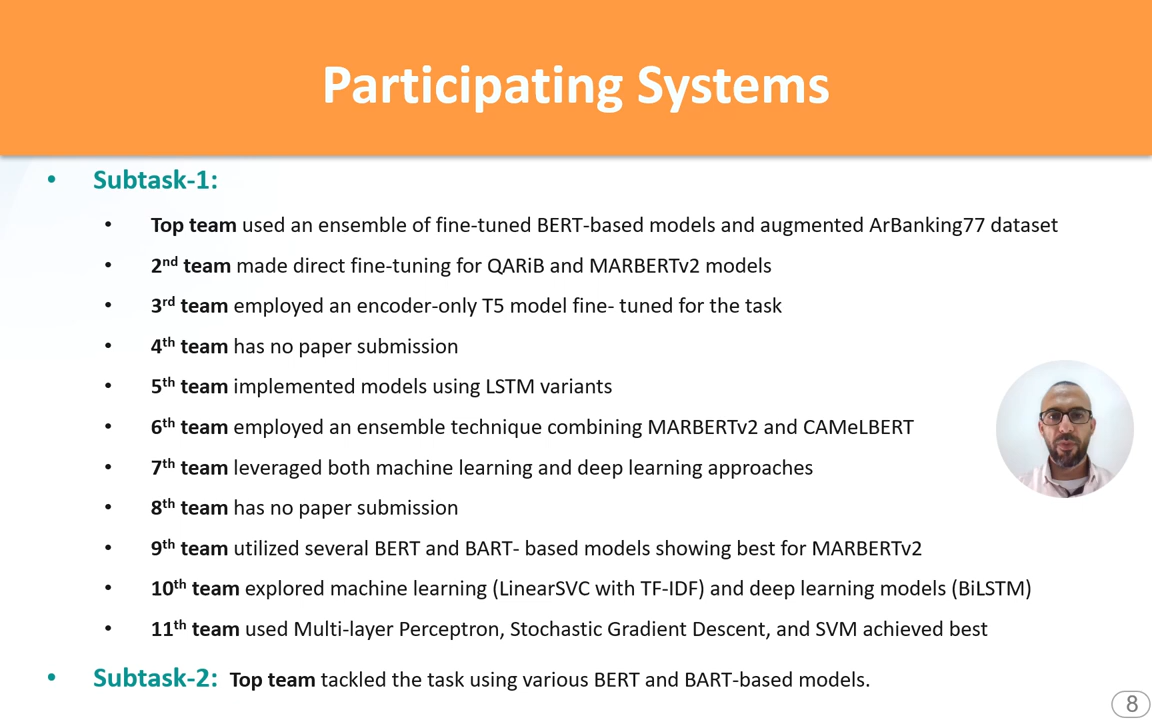 Participating Systems
• Subtask-1:
• Top team used an ensemble of fine-tuned BERT-based models and augmented ArBanking77 dataset
• 2nd team made direct fine-tuning for QARiB and MARBERTv2 models
• 3rd team employed an encoder-only T5 model fine- tuned for the task
• 4th team has no paper submission
• 5th team implemented models using LSTM variants
• 6th team employed an ensemble technique combining MARBERTv2 and CAMeLBERT
• 7th team leveraged both machine learning and deep learning approaches
• 8th team has no paper submission
• 9th team utilized several BERT and BART- based models showing best for MARBERTv2
• 10th team explored machine learning (LinearSVC with TF-IDF) and deep learning models (BiLSTM)
• 11th team used Multi-layer Perceptron, Stochastic Gradient Descent, and SVM achieved best
• Subtask-2: Top team tackled the task using various BERT and BART-based models.
8